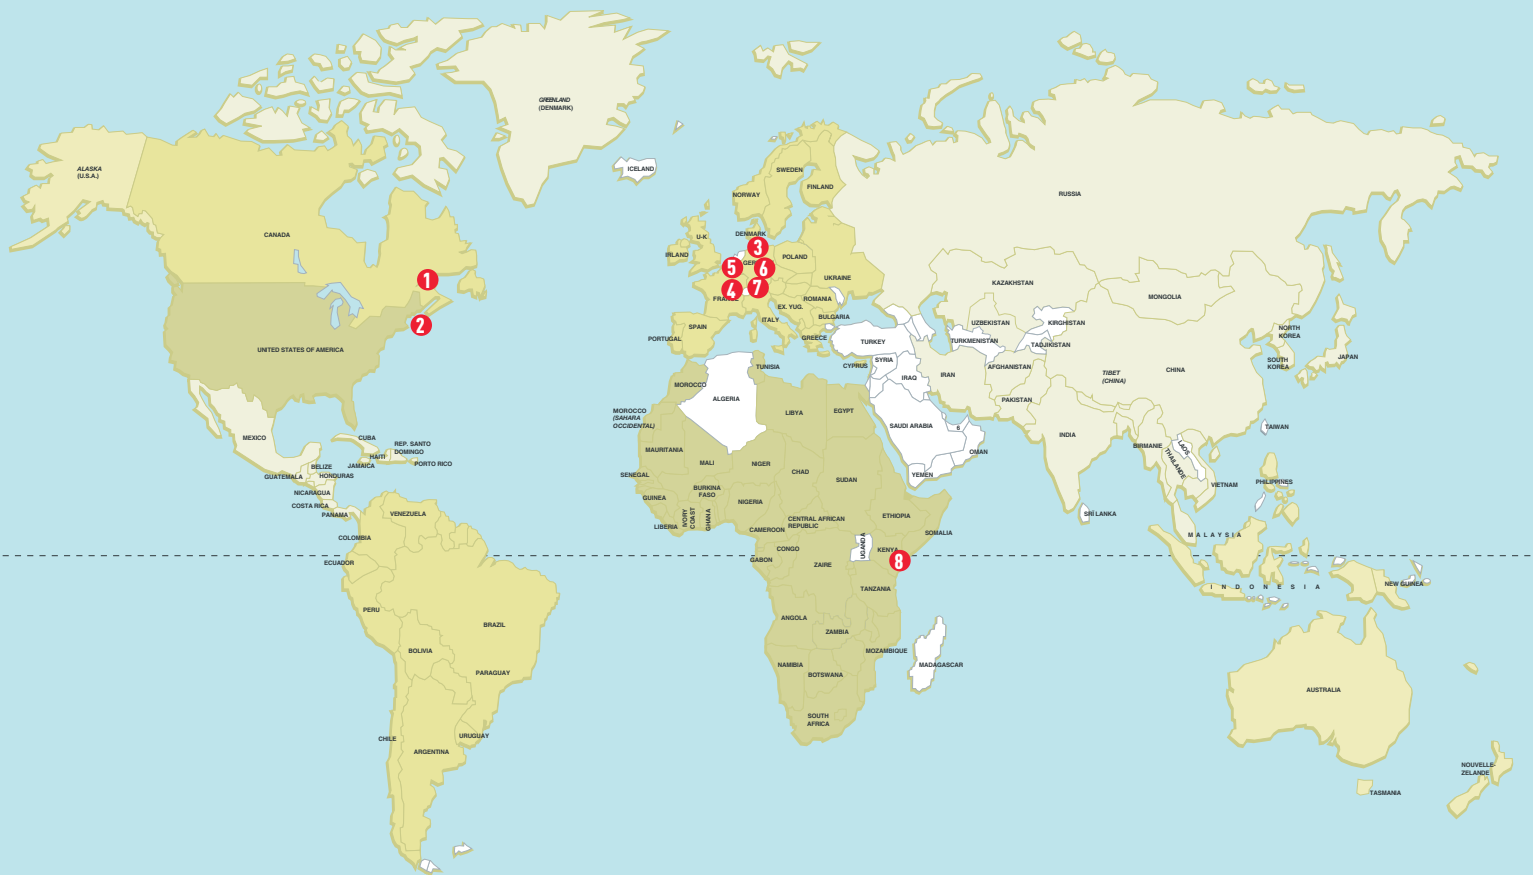 GREENLAND
(DENMARK)
ALASKA
(U.S.A.)
ICELAND
SWEDEN
FINLAND
NORWAY
RUSSIA
CANADA
U-K
DENMARK
3
IRLAND
5
GER
6
POLAND
1
4
7
UKRAINE
KAZAKHSTAN
MONGOLIA
FRANCE
ROMANIA
EX. YUG.
2
SPAIN
ITALY
BULGARIA
UZBEKISTAN
KIRGHISTAN
NORTH
KOREA
PORTUGAL
GREECE
TURKEY
TURKMENISTAN
TADJIKISTAN
UNITED STATES OF AMERICA
JAPAN
SOUTH
KOREA
TUNISIA
CYPRUS
SYRIA
AFGHANISTAN
CHINA
TIBET
(CHINA)
IRAN
IRAQ
MOROCCO
ALGERIA
PAKISTAN
LIBYA
EGYPT
MOROCCO
(SAHARA
OCCIDENTAL)
SAUDI ARABIA
6
TAIWAN
MEXICO
CUBA
REP. SANTO
DOMINGO
HAITI
JAMAICA
PORTO RICO
BELIZE
GUATEMALA
HONDURAS
NICARAGUA
COSTA RICA
PANAMA
MAURITANIA
MALI
NIGER
CHAD
SUDAN
OMAN
YEMEN
INDIA
BIRMANIE
LAOS
THAILANDE
VIETNAM
PHILIPPINES
SENEGAL
GUINEA
BURKINA
FASO
NIGERIA
LIBERIA
IVORY
COAST
GHANA
CAMEROON
CENTRAL AFRICAN
REPUBLIC
ETHIOPIA
SOMALIA
SRI LANKA
MALAYSIA
VENEZUELA
COLOMBIA
ECUADOR
GABON
CONGO
ZAIRE
UGANDA
KENYA
8
TANZANIA
INDONESIA
NEW GUINEA
PERU
BRAZIL
BOLIVIA
PARAGUAY
ANGOLA
ZAMBIA
MOZAMBIQUE
NAMIBIA
BOTSWANA
MADAGASCAR
AUSTRALIA
SOUTH
AFRICA
CHILE
URUGUAY
ARGENTINA
NOUVELLE-
ZELANDE
TASMANIA